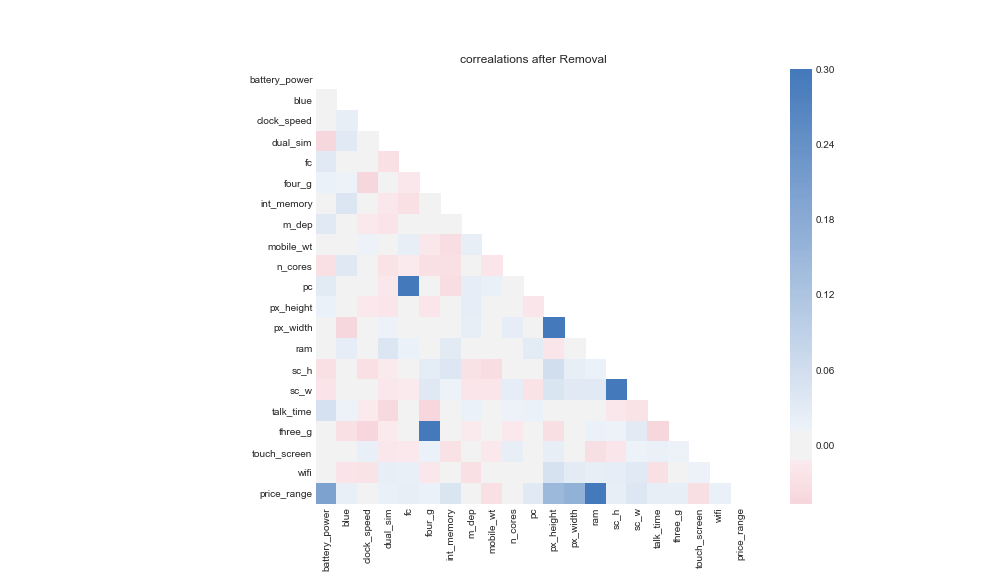 correalations after Removal
battery_power
blue
clock_speed
dual_sim
fc
four_g
int_memory
m_dep
mobile_wt
n_cores
pc
px_height
px_width
ram
sc_h
sc_w
talk_time
three_g
touch_screen
wifi
price_range
battery_power
blue
clock_speed
dual_sim
fc
four_g
int_memory
m_dep
mobile_wt
n_cores
pc
px_height
px_width
ram
sc_h
sc_w
talk_time
three_g
touch_screen
wifi
price_range
0.30
0.24
0.18
0.12
0.06
0.00